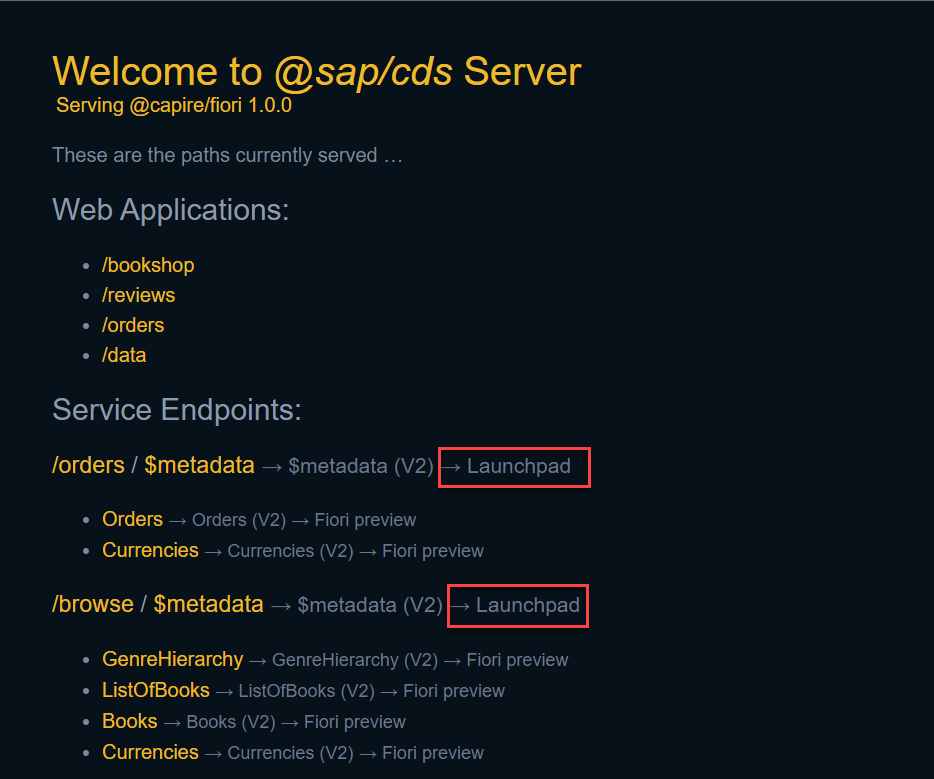 Welcome to @sap/cds Server
Serving @capire/fiori 1.0.0
These are the paths currently served …
Web Applications:
/bookshop
/reviews
/orders
/data
Service Endpoints:
/orders / $metadata → $metadata (V2) → Launchpad
Orders → Orders (V2) → Fiori preview
Currencies → Currencies (V2) → Fiori preview
/browse / $metadata → $metadata (V2) → Launchpad
GenreHierarchy → GenreHierarchy (V2) → Fiori preview
ListOfBooks → ListOfBooks (V2) → Fiori preview
Books → Books (V2) → Fiori preview
Currencies → Currencies (V2) → Fiori preview